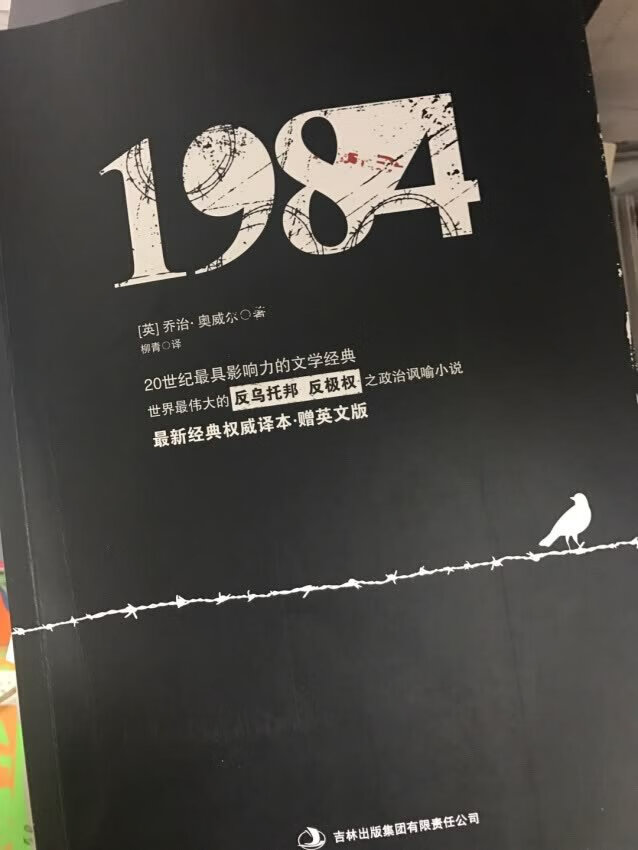 1984
[英] 乔治·奥威尔◎著
柳青◎译
20世纪最具影响力的文学经典
世界最伟大的 反乌托邦 反极权 之政治讽喻小说
最新经典权威译本·赠英文版
吉林出版集团有限责任公司